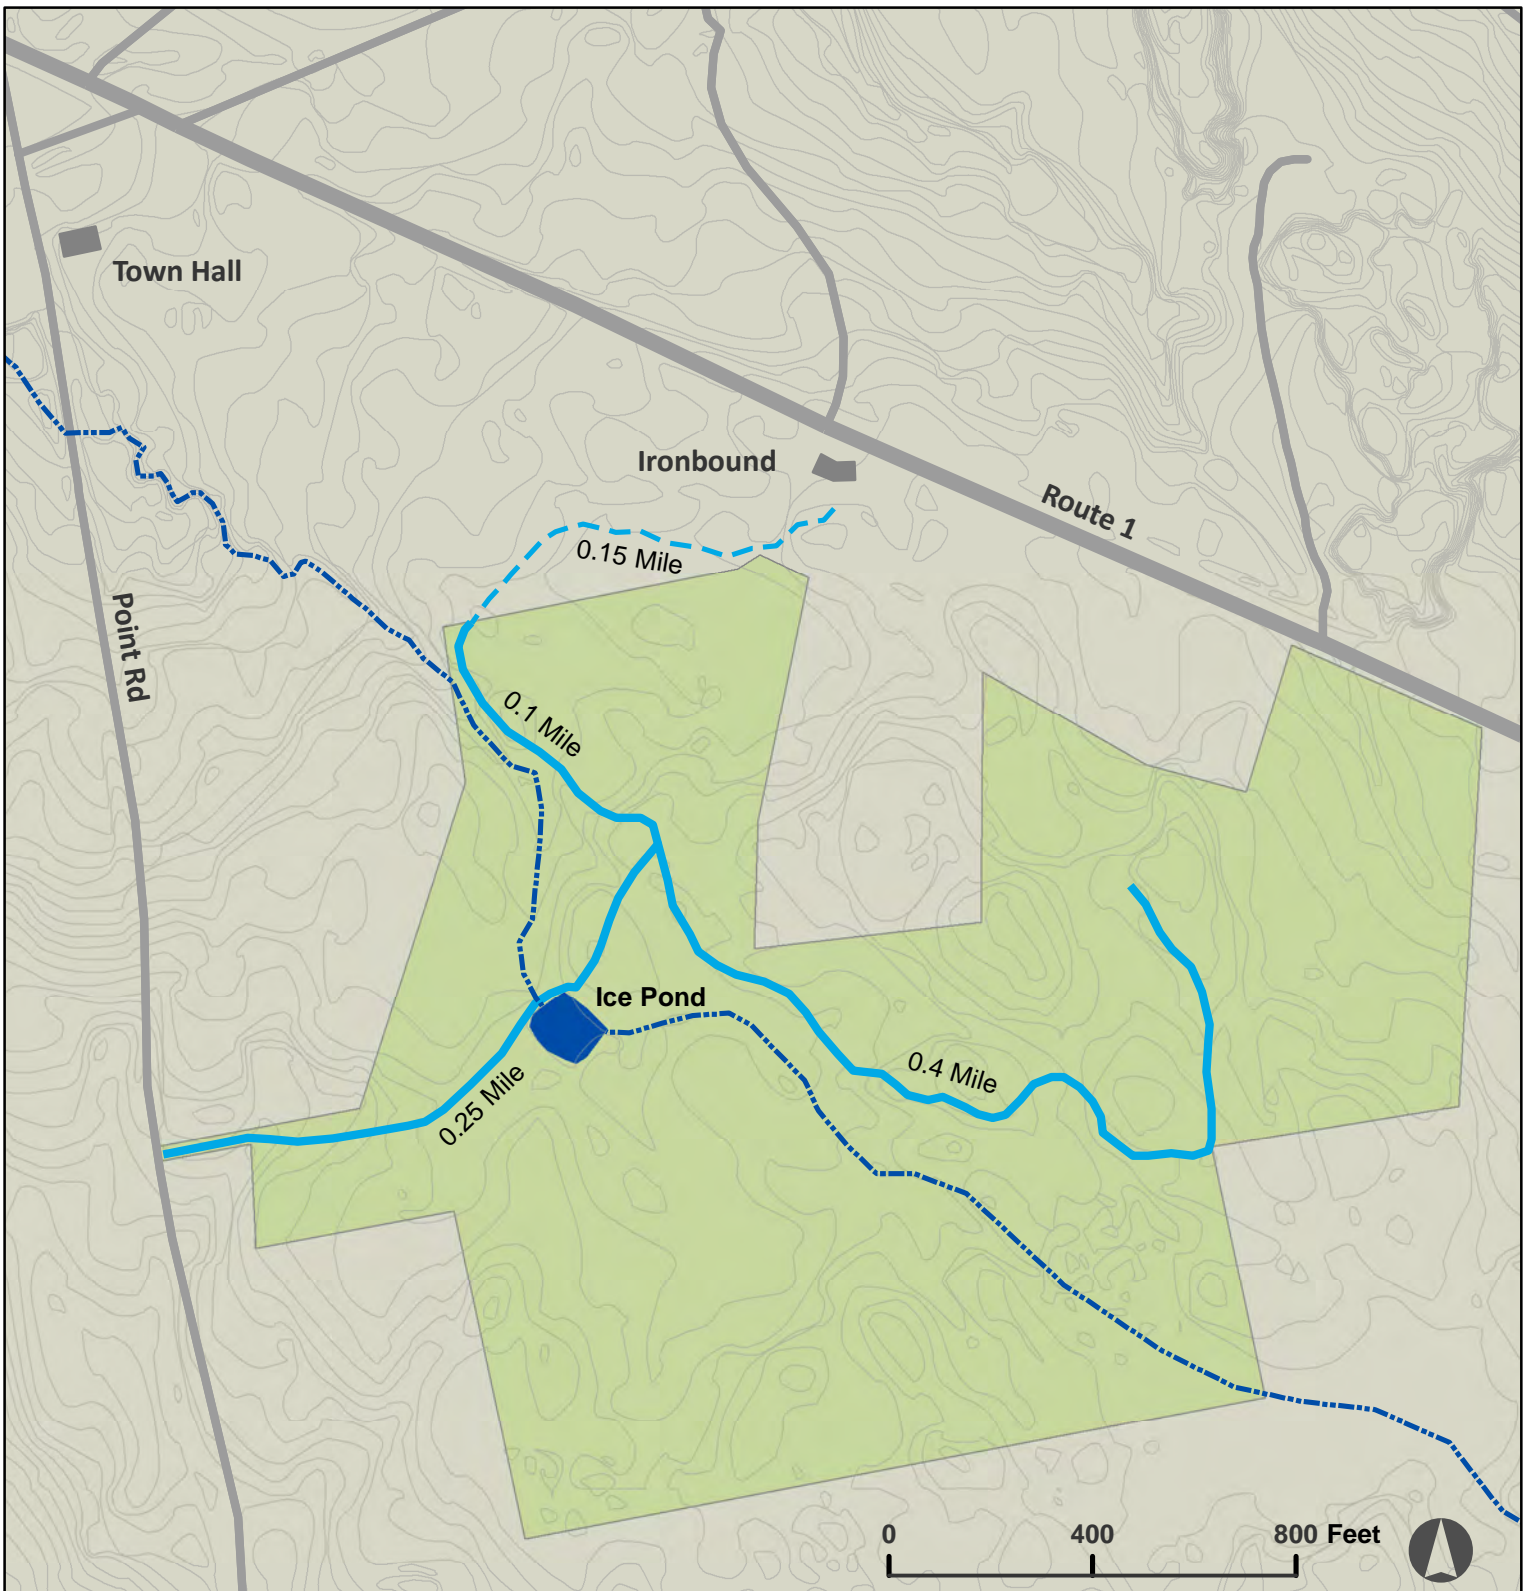 Town Hall
Ironbound
Route 1
0.15 Mile
Point Rd
0.1 Mile
Ice Pond
0.4 Mile
0.25 Mile
0 400 800 Feet